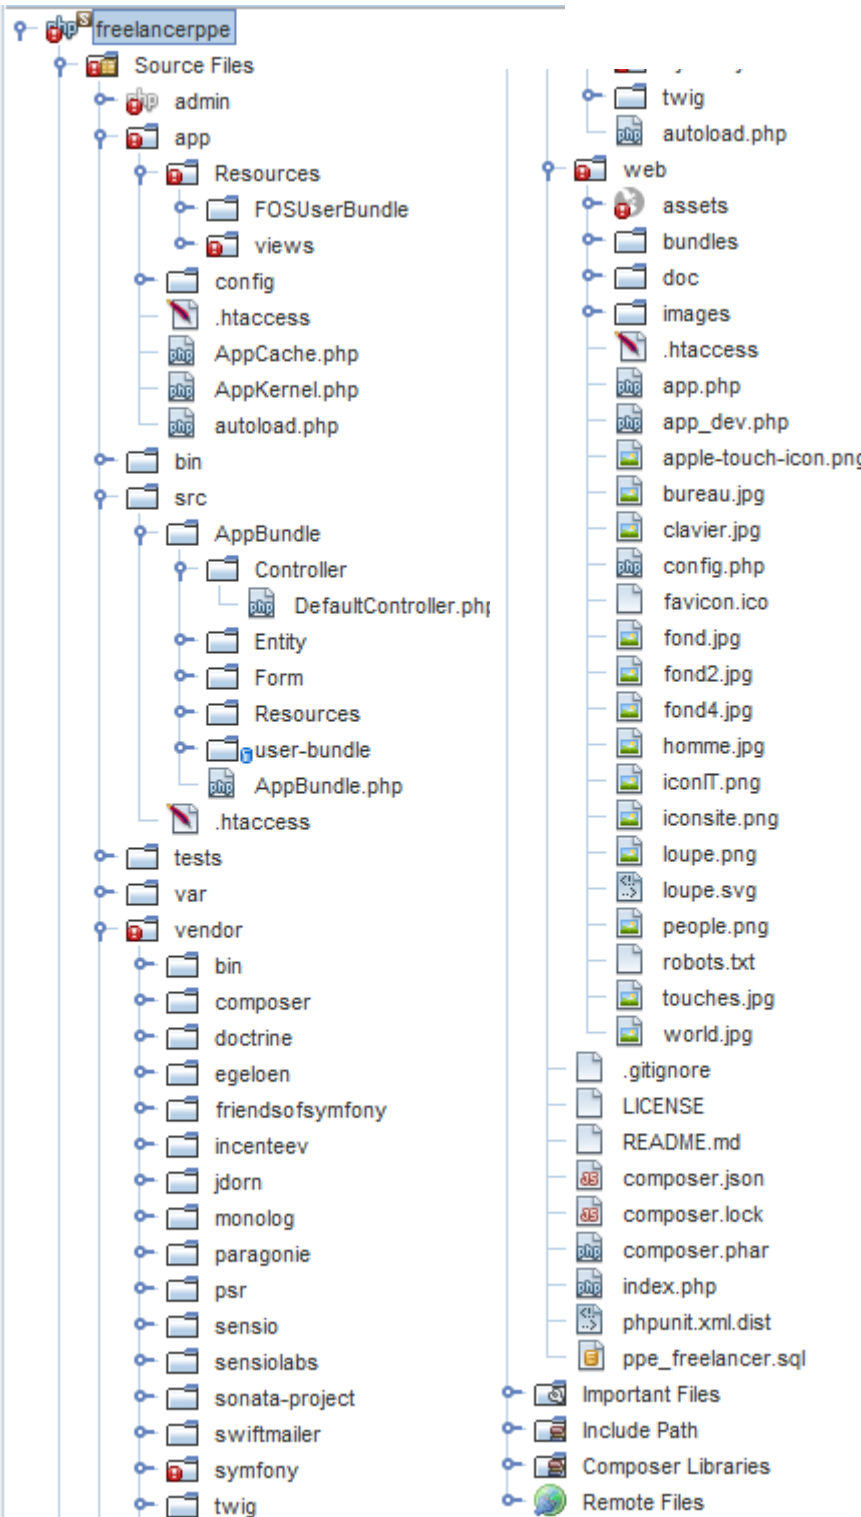 freelancerppe
Source Files
admin
app
Resources
FOSUserBundle
views
config
.htaccess
AppCache.php
AppKernel.php
autoload.php
bin
src
AppBundle
Controller
DefaultController.php
Entity
Form
Resources
user-bundle
AppBundle.php
.htaccess
tests
var
vendor
bin
composer
doctrine
egeloen
friendsofsymfony
incenteev
jdorn
monolog
paragonie
psr
sensio
sensiolabs
sonata-project
swiftmailer
symfony
twig
twig
autoload.php
web
assets
bundles
doc
images
.htaccess
app.php
app_dev.php
apple-touch-icon.png
bureau.jpg
clavier.jpg
config.php
favicon.ico
fond.jpg
fond2.jpg
fond4.jpg
homme.jpg
iconIT.png
iconsite.png
loupe.png
loupe.svg
people.png
robots.txt
touches.jpg
world.jpg
.gitignore
LICENSE
README.md
composer.json
composer.lock
composer.phar
index.php
phpunit.xml.dist
ppe_freelancer.sql
Important Files
Include Path
Composer Libraries
Remote Files